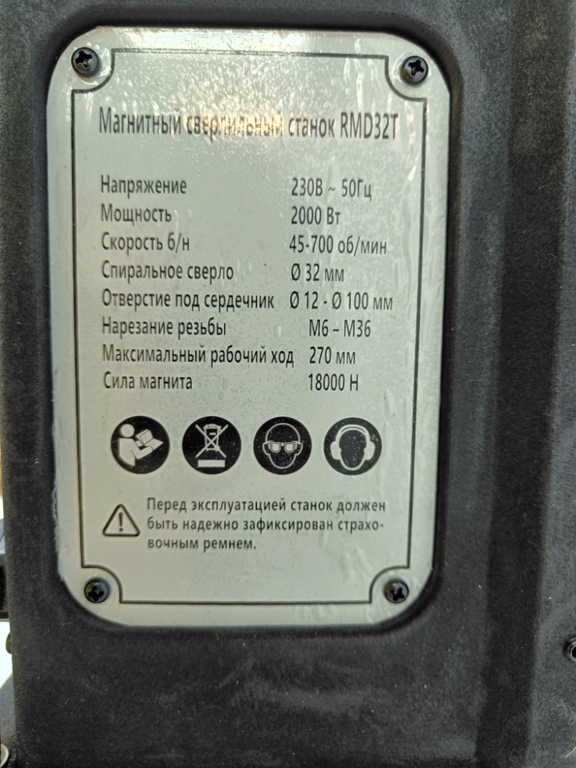 Магнитный сверлильный станок RMD32T
Напряжение 230В ~ 50Гц
Мощность 2000 Вт
Скорость б/н 45-700 об/мин
Спиральное сверло Ø 32 мм
Отверстие под сердечник Ø 12 - Ø 100 мм
Нарезание резьбы М6 – М36
Максимальный рабочий ход 270 мм
Сила магнита 18000 Н
Перед эксплуатацией станок должен
быть надежно зафиксирован страхо-
вочным ремнем.